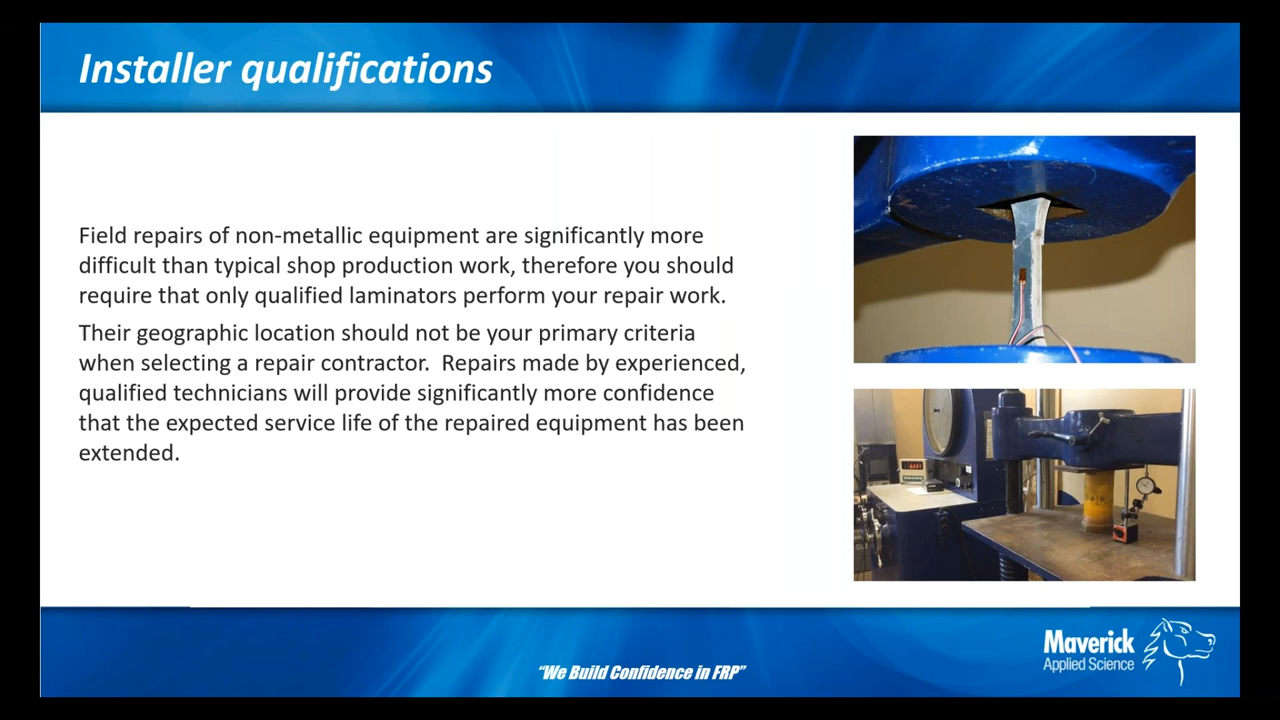 Installer qualifications
Field repairs of non-metallic equipment are significantly more
difficult than typical shop production work, therefore you should
require that only qualified laminators perform your repair work.
Their geographic location should not be your primary criteria
when selecting a repair contractor.  Repairs made by experienced,
qualified technicians will provide significantly more confidence
that the expected service life of the repaired equipment has been
extended.
Maverick
Applied Science
“We Build Confidence in FRP”